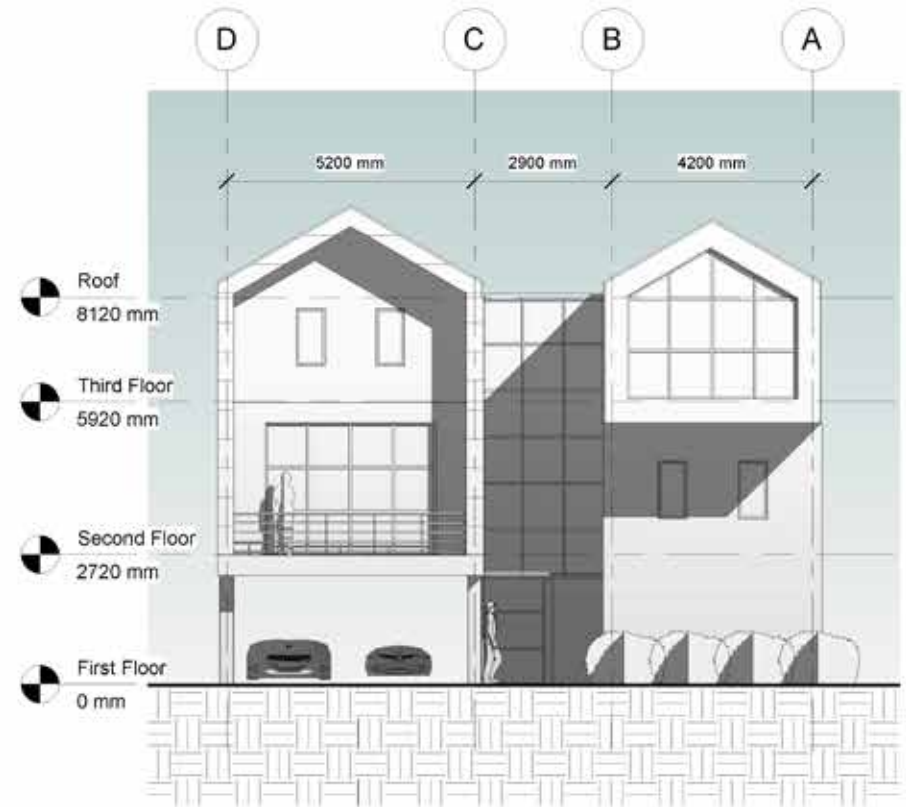 D
C
B
A
5200 mm
2900 mm
4200 mm
Roof
8120 mm
Third Floor
5920 mm
Second Floor
2720 mm
First Floor
0 mm